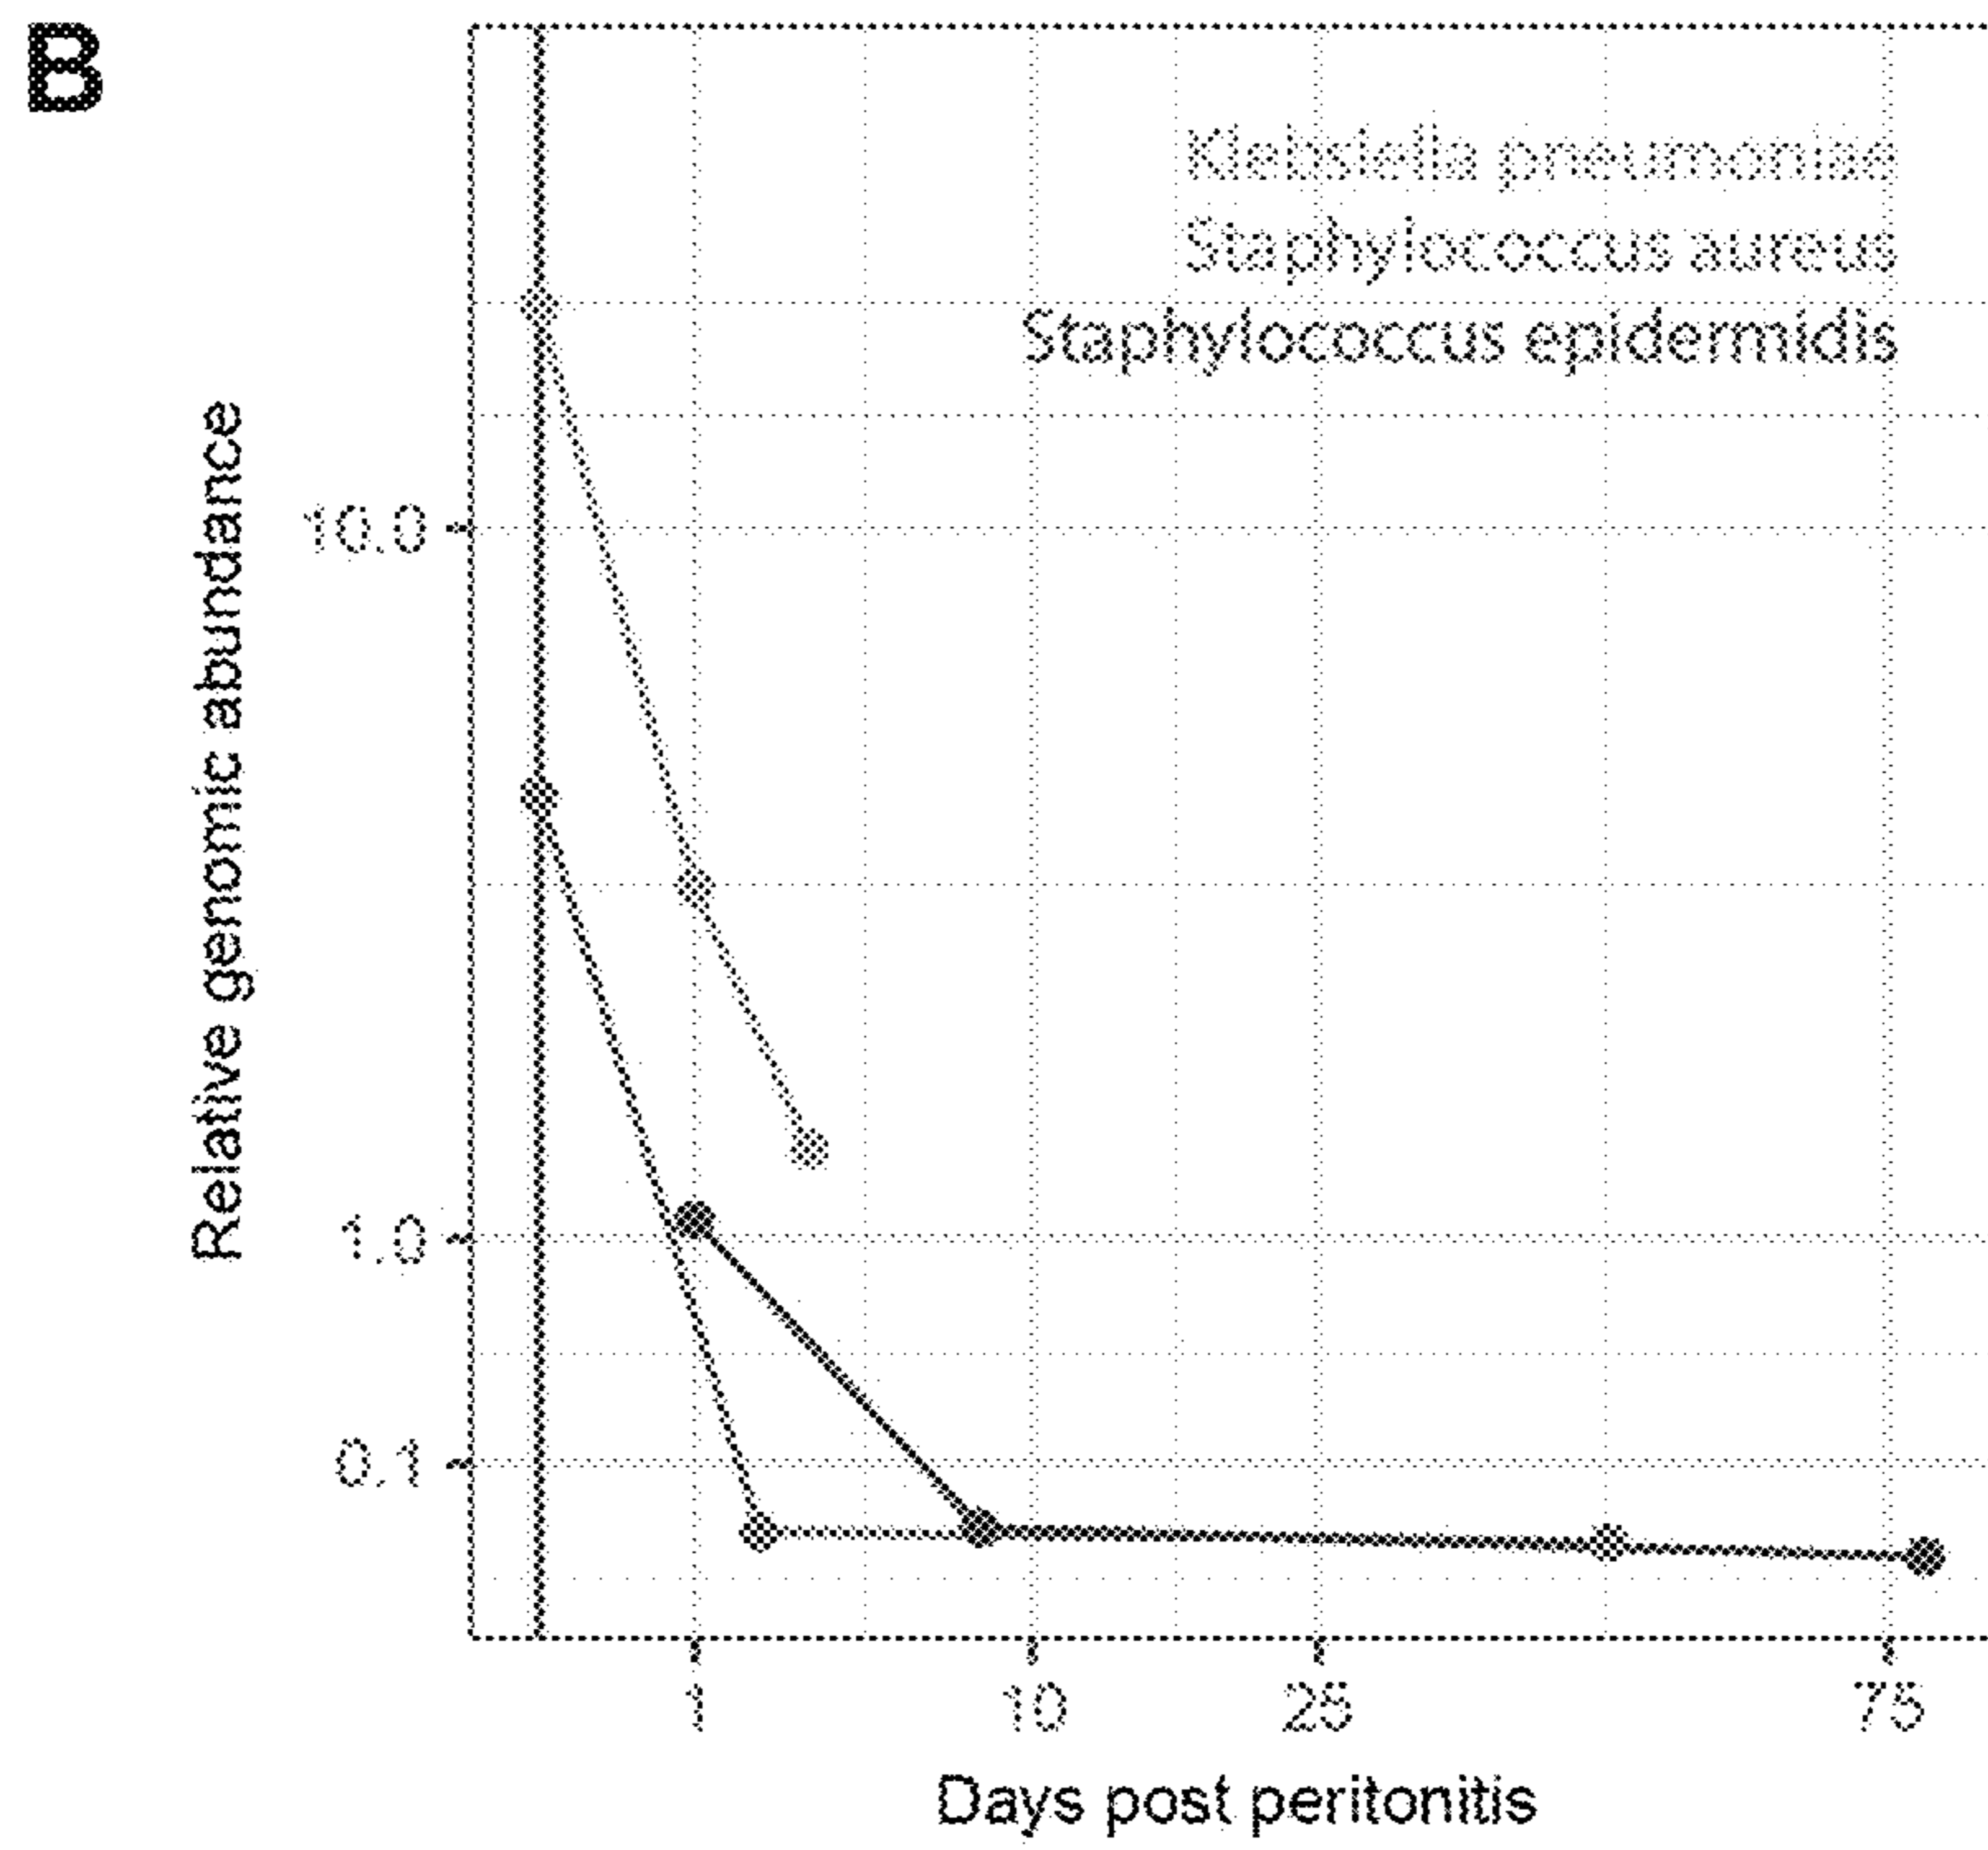 B
Klebsiella pneumoniae
Staphylococcus aureus
Staphylococcus epidermidis
Relative genomic abundance
10.0
1.0
0.1
1 10 25 75
Days post peritonitis